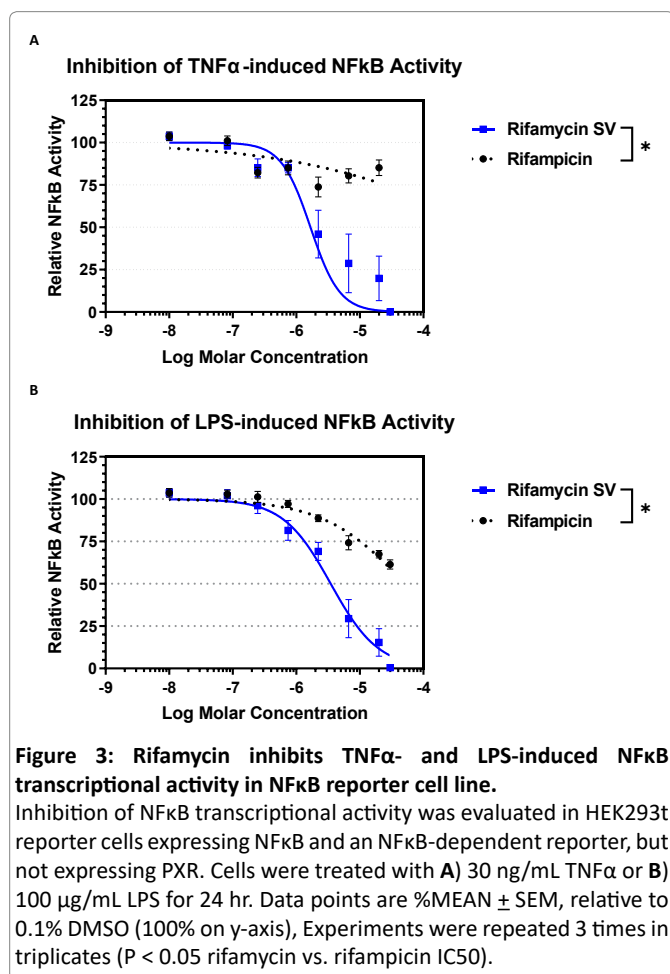 A
Inhibition of TNFα-induced NFkB Activity
125
100
75
50
25
0
Relative NFkB Activity
-9
-8
-7
-6
-5
-4
Log Molar Concentration
Rifamycin SV
Rifampicin
*
B
Inhibition of LPS-induced NFkB Activity
125
100
75
50
25
0
Relative NFkB Activity
-9
-8
-7
-6
-5
-4
Log Molar Concentration
Rifamycin SV
Rifampicin
*
Figure 3: Rifamycin inhibits TNFα- and LPS-induced NFκB
transcriptional activity in NFκB reporter cell line.
Inhibition of NFκB transcriptional activity was evaluated in HEK293t
reporter cells expressing NFκB and an NFκB-dependent reporter, but
not expressing PXR. Cells were treated with A) 30 ng/mL TNFα or B)
100 μg/mL LPS for 24 hr. Data points are %MEAN ± SEM, relative to
0.1% DMSO (100% on y-axis), Experiments were repeated 3 times in
triplicates (P < 0.05 rifamycin vs. rifampicin IC50).